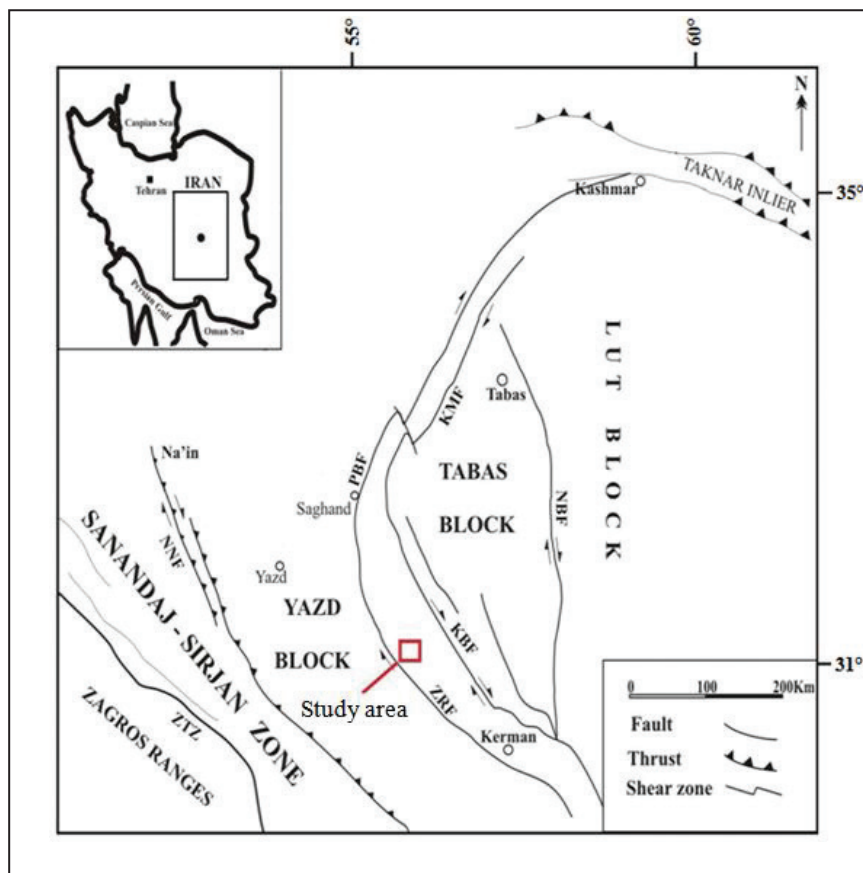 55°
60°
N
Caspian Sea
Tehran
IRAN
Persian Gulf
Oman Sea
Kashmar
TAKNAR INLIER
35°
LUT BLOCK
KMF
Tabas
Na'in
PBF
TABAS
BLOCK
Saghand
NBF
NNF
SANANDAJ - SIRJAN ZONE
Yazd
YAZD
BLOCK
KBF
31°
Study area
ZRF
ZTZ
ZAGROS RANGES
Kerman
0 100 200Km
Fault
Thrust
Shear zone